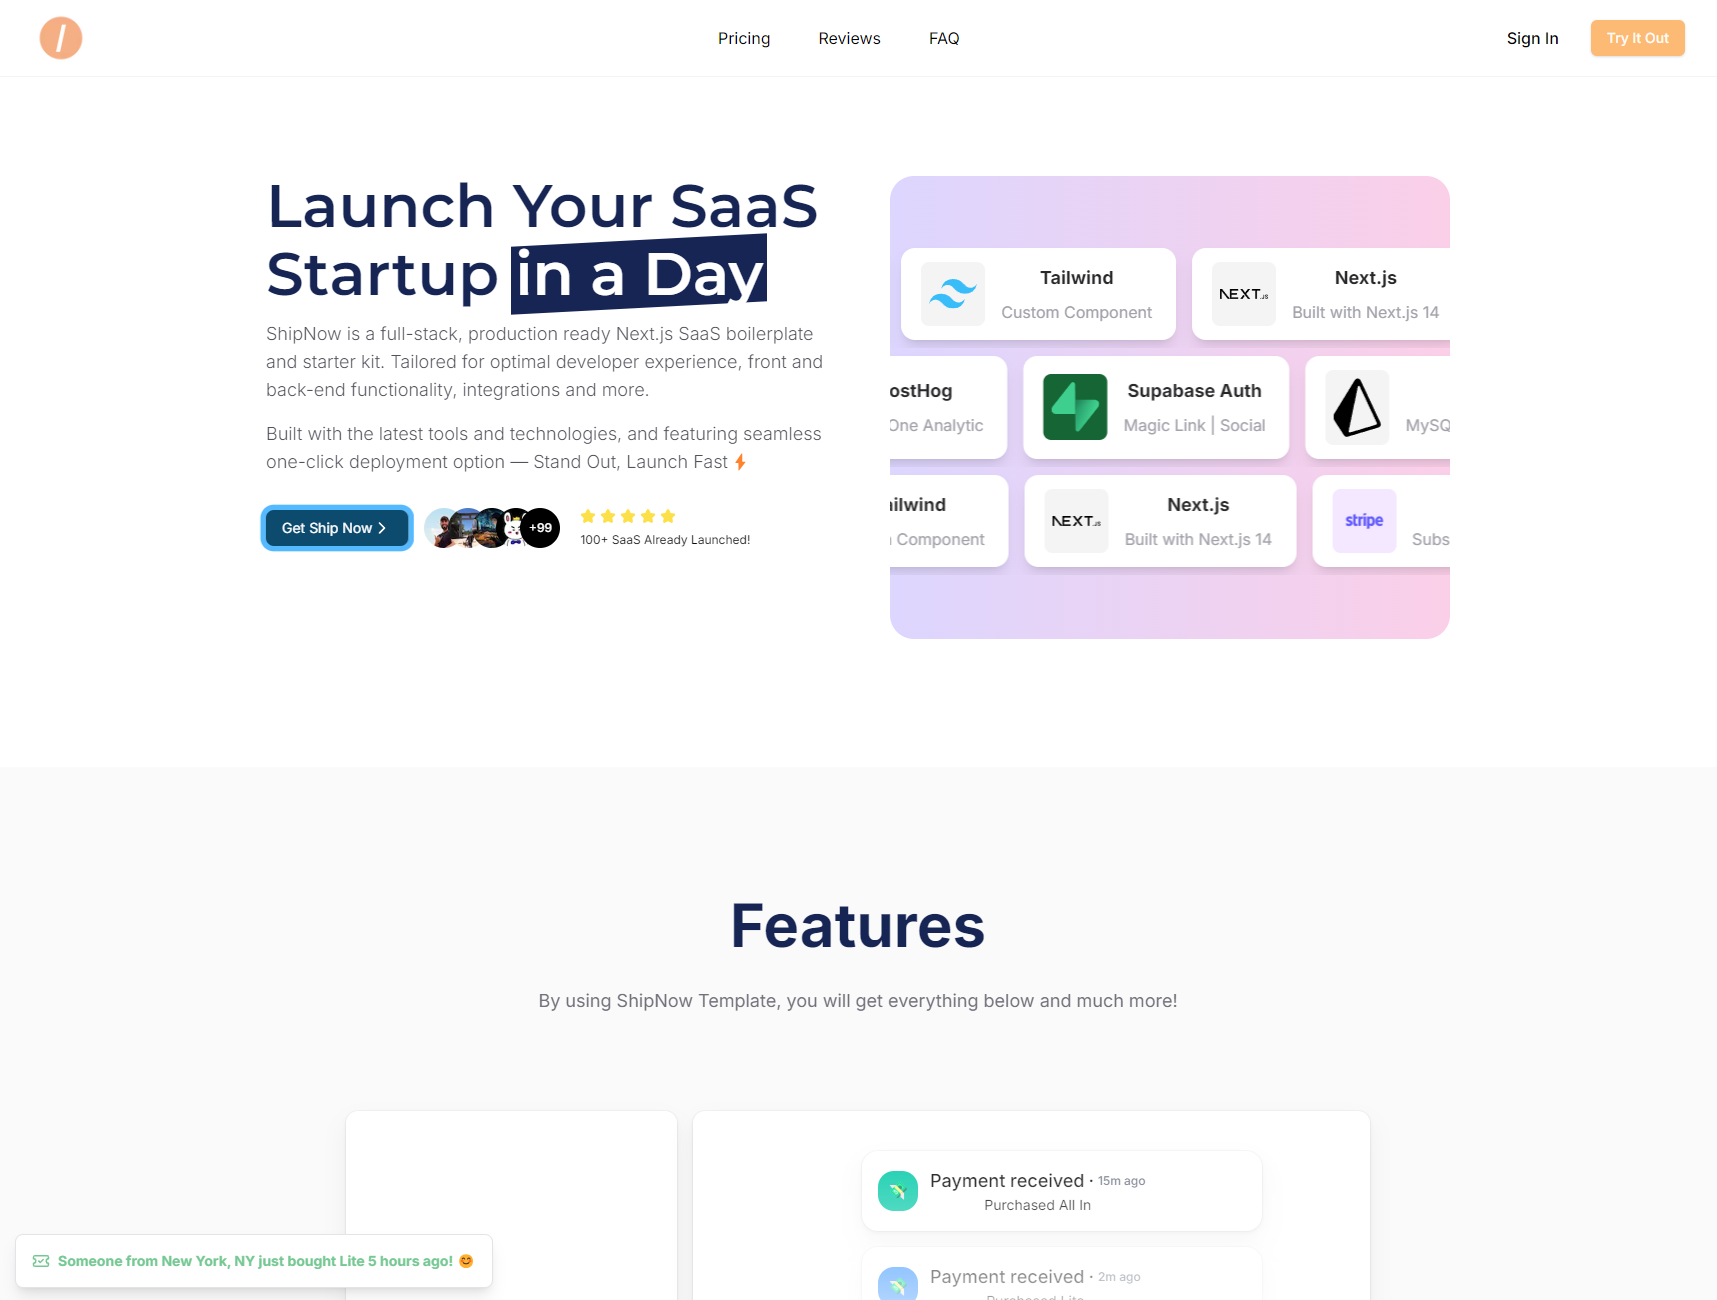 Pricing
Reviews
FAQ
Sign In
Try It Out
Launch Your SaaS
Startup in a Day
ShipNow is a full-stack, production ready Next.js SaaS boilerplate
and starter kit. Tailored for optimal developer experience, front and
back-end functionality, integrations and more.
Built with the latest tools and technologies, and featuring seamless
one-click deployment option — Stand Out, Launch Fast
Get Ship Now
+99
100+ SaaS Already Launched!
Tailwind
Custom Component
NEXT.js
Next.js
Built with Next.js 14
ostHog
One Analytic
Supabase Auth
Magic Link | Social
MySQ
ilwind
Component
NEXT.js
Next.js
Built with Next.js 14
stripe
Subs
Features
By using ShipNow Template, you will get everything below and much more!
Payment received · 15m ago
Purchased All In
Payment received · 2m ago
Purchased Lite
Someone from New York, NY just bought Lite 5 hours ago! 😊